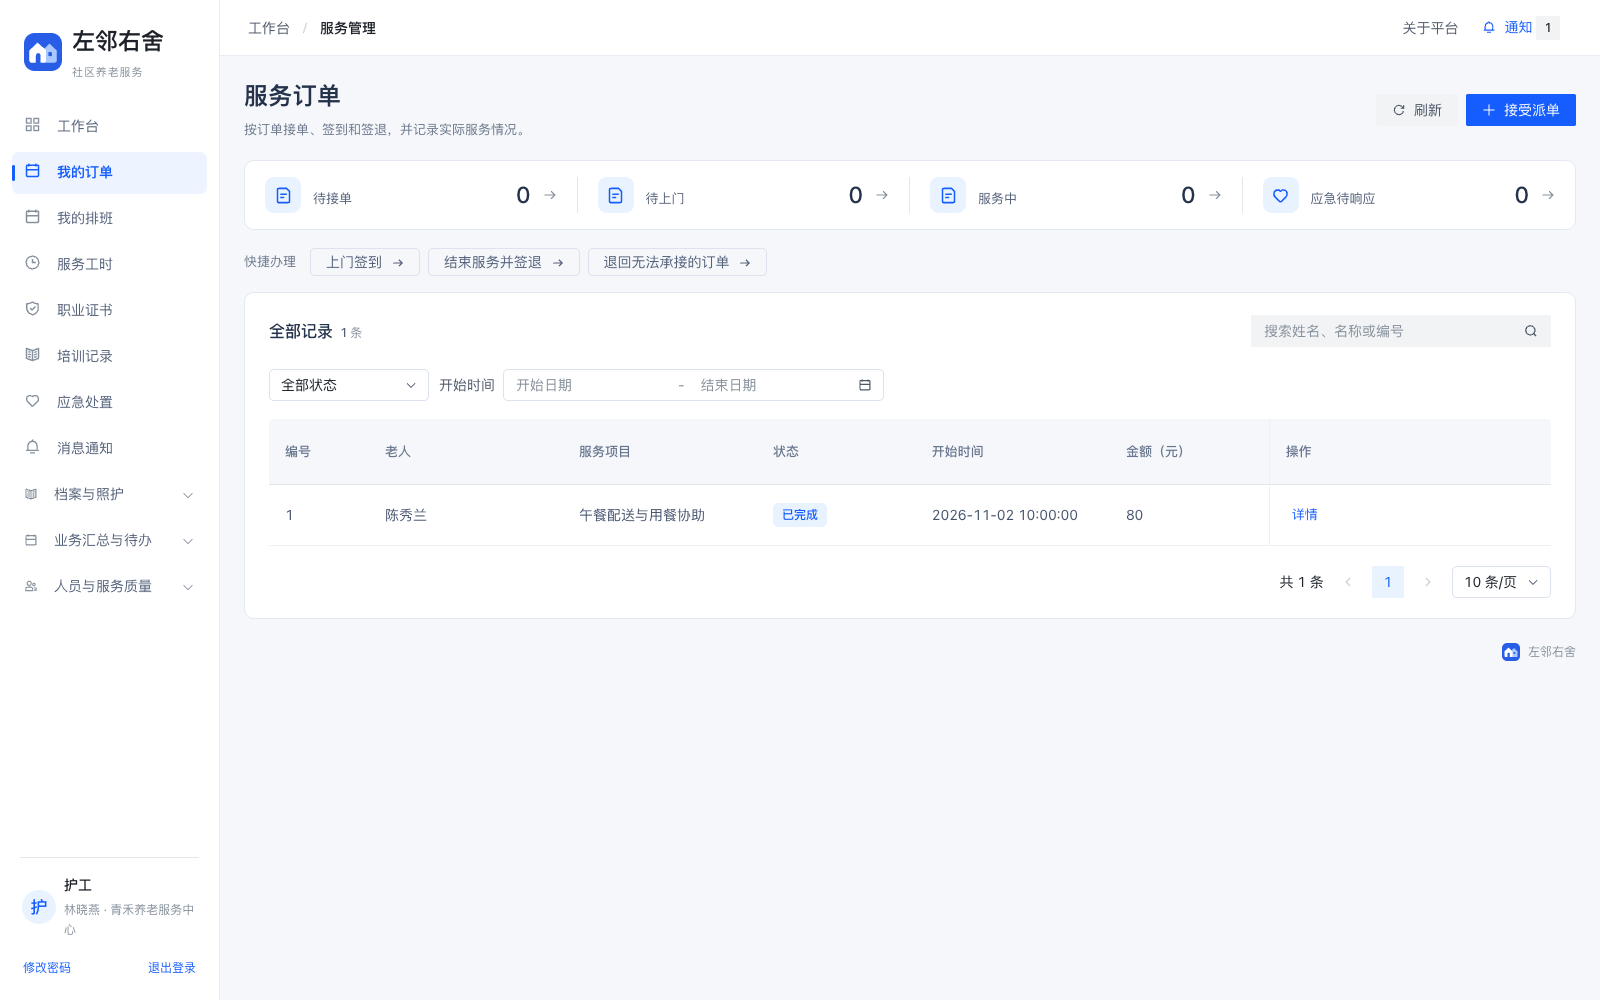 左邻右舍
社区养老服务
工作台
我的订单
我的排班
服务工时
职业证书
培训记录
应急处置
消息通知
档案与照护
业务汇总与待办
人员与服务质量
护
护工
林晓燕 · 青禾养老服务中
心
修改密码 退出登录
工作台 / 服务管理
关于平台 通知 1
服务订单
按订单接单、签到和签退，并记录实际服务情况。
刷新 接受派单
待接单 0 待上门 0 服务中 0 应急待响应 0
快捷办理 上门签到 结束服务并签退 退回无法承接的订单
全部记录 1 条
搜索姓名、名称或编号
全部状态 开始时间 开始日期 - 结束日期
编号 老人 服务项目 状态 开始时间 金额（元） 操作
1 陈秀兰 午餐配送与用餐协助 已完成 2026-11-02 10:00:00 80 详情
共 1 条 1 10 条/页
左邻右舍